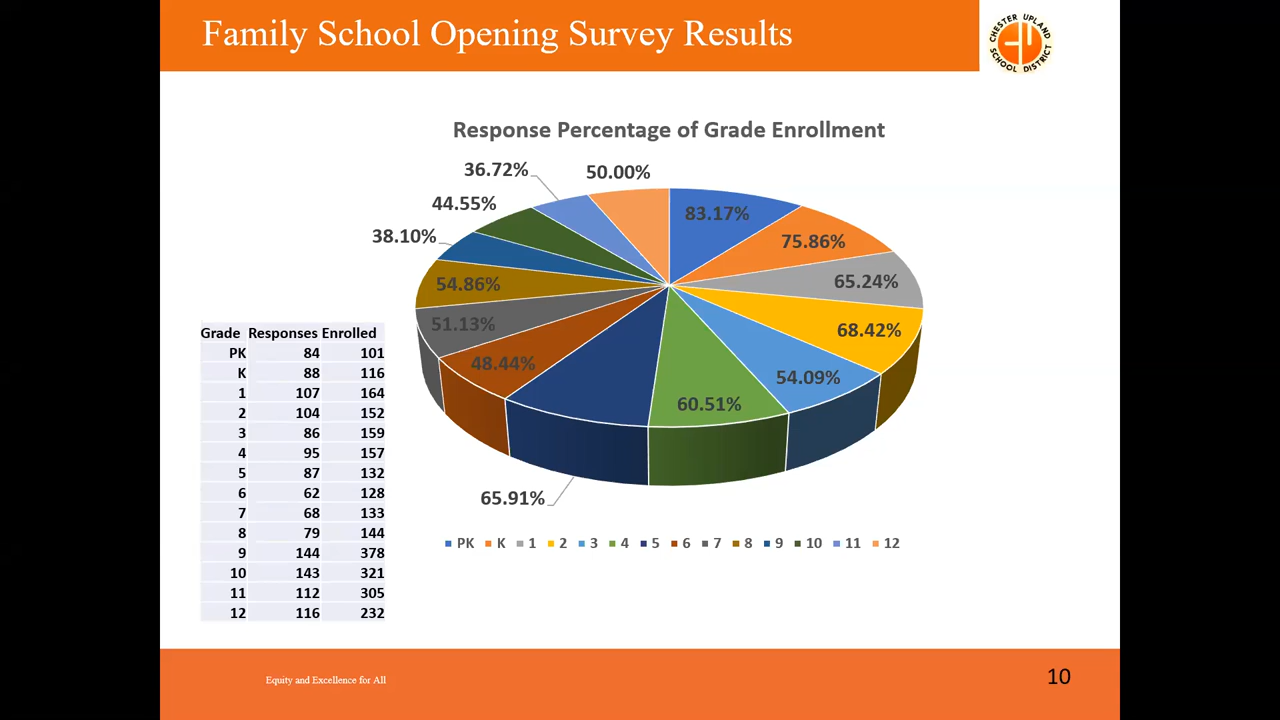 Family School Opening Survey Results
CHESTER UPLAND
SCHOOL DISTRICT
Response Percentage of Grade Enrollment
36.72%
50.00%
44.55%
83.17%
38.10%
75.86%
54.86%
65.24%
51.13%
68.42%
48.44%
54.09%
60.51%
65.91%
Grade Responses Enrolled
PK 84 101
K 88 116
1 107 164
2 104 152
3 86 159
4 95 157
5 87 132
6 62 128
7 68 133
8 79 144
9 144 378
10 143 321
11 112 305
12 116 232
PK K 1 2 3 4 5 6 7 8 9 10 11 12
Equity and Excellence for All
10